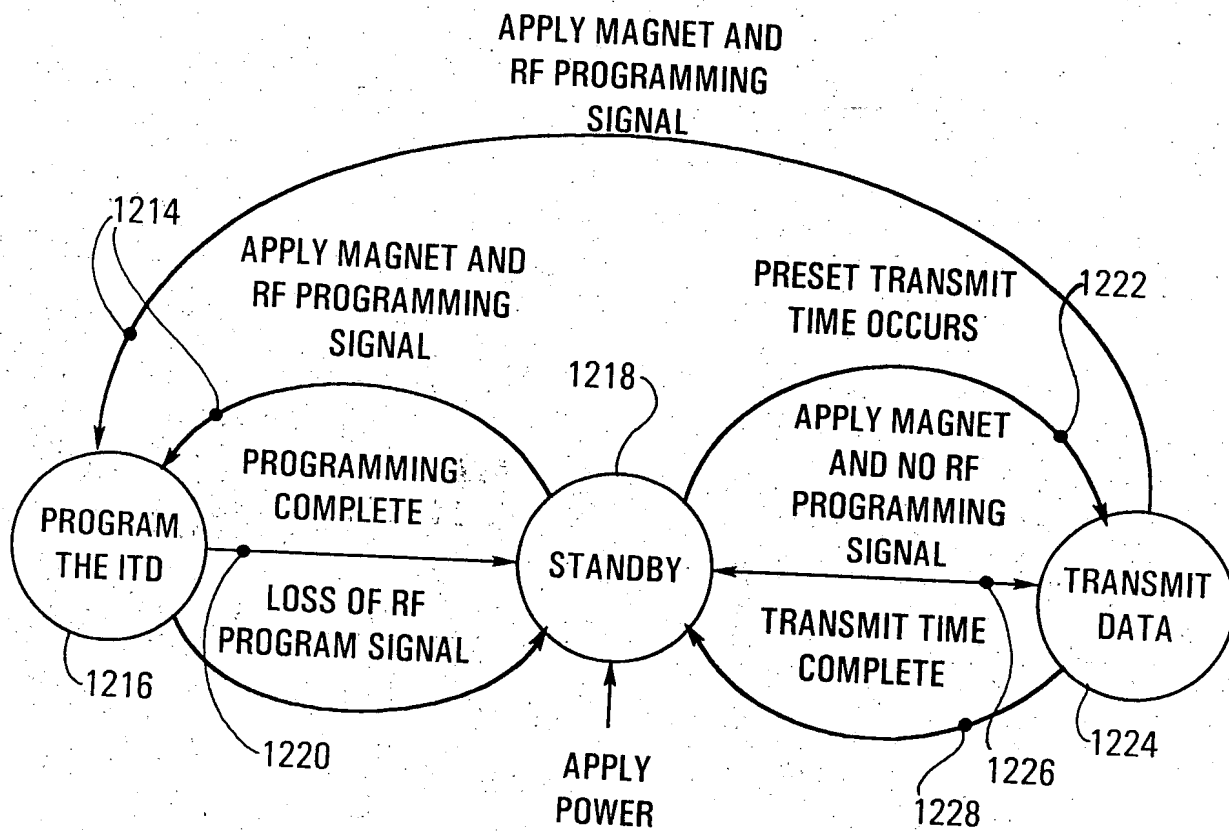 APPLY MAGNET AND
RF PROGRAMMING
SIGNAL
1214
APPLY MAGNET AND
RF PROGRAMMING
SIGNAL
PRESET TRANSMIT
TIME OCCURS
1222
1218
APPLY MAGNET
AND NO RF
PROGRAMMING
SIGNAL
PROGRAMMING
COMPLETE
PROGRAM
THE ITD
STANDBY
TRANSMIT
DATA
LOSS OF RF
PROGRAM SIGNAL
TRANSMIT TIME
COMPLETE
1216
1220
APPLY
POWER
1226
1228
1224